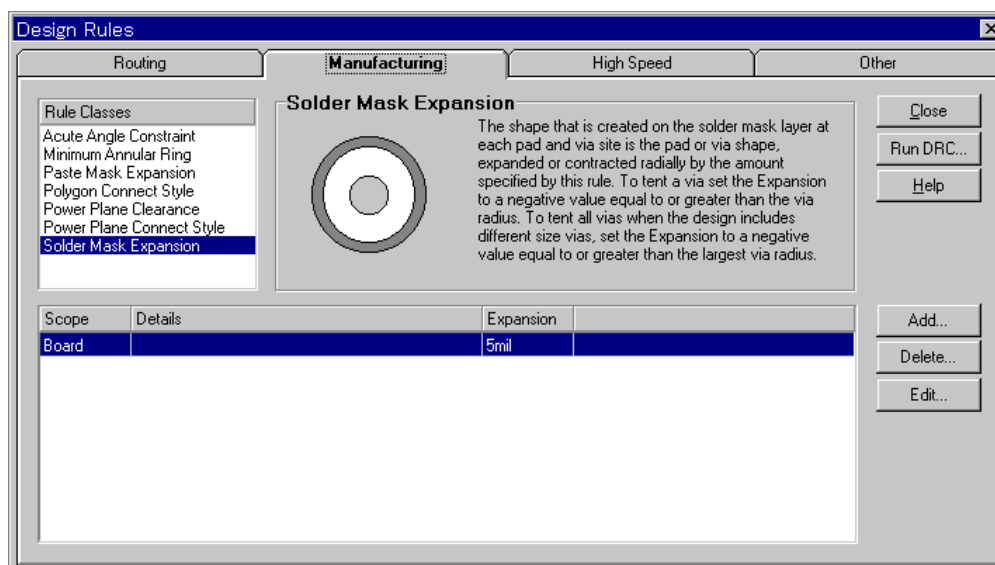 Design Rules
Routing
Manufacturing
High Speed
Other
Rule Classes
Acute Angle Constraint
Minimum Annular Ring
Paste Mask Expansion
Polygon Connect Style
Power Plane Clearance
Power Plane Connect Style
Solder Mask Expansion
Solder Mask Expansion
The shape that is created on the solder mask layer at
each pad and via site is the pad or via shape,
expanded or contracted radially by the amount
specified by this rule. To tent a via set the Expansion
to a negative value equal to or greater than the via
radius. To tent all vias when the design includes
different size vias, set the Expansion to a negative
value equal to or greater than the largest via radius.
Close
Run DRC...
Help
Scope Details Expansion
Board 5mil
Add...
Delete...
Edit...